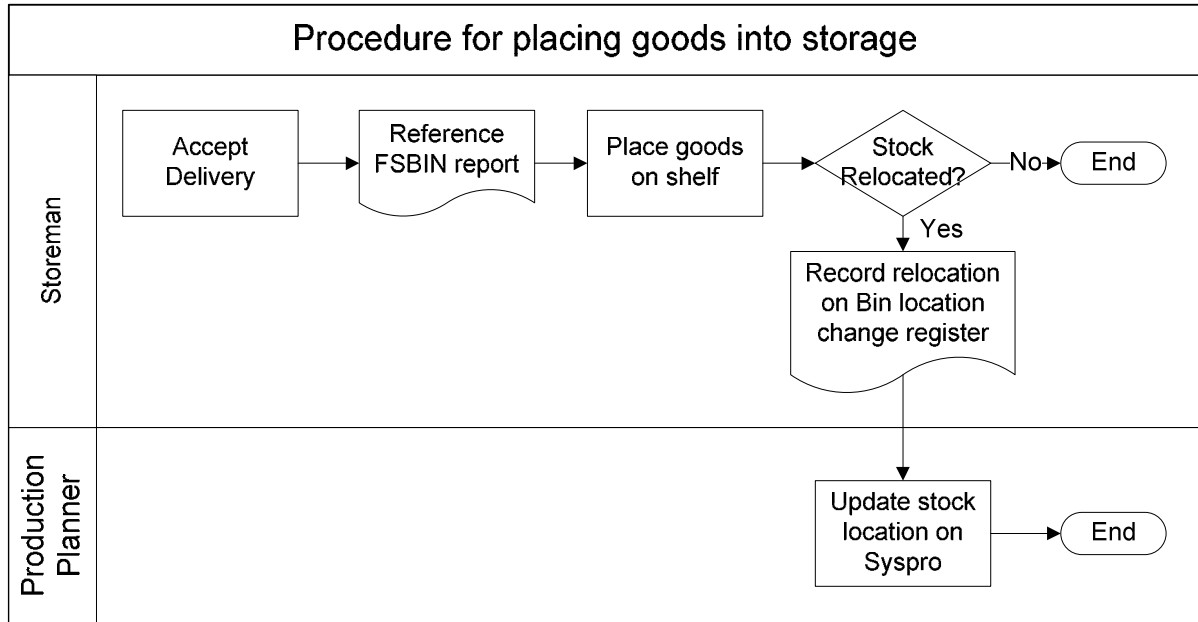 Procedure for placing goods into storage
Storeman
Accept
Delivery
Reference
FSBIN report
Place goods
on shelf
Stock
Relocated?
No
End
Yes
Record relocation
on Bin location
change register
Production
Planner
Update stock
location on
Syspro
End